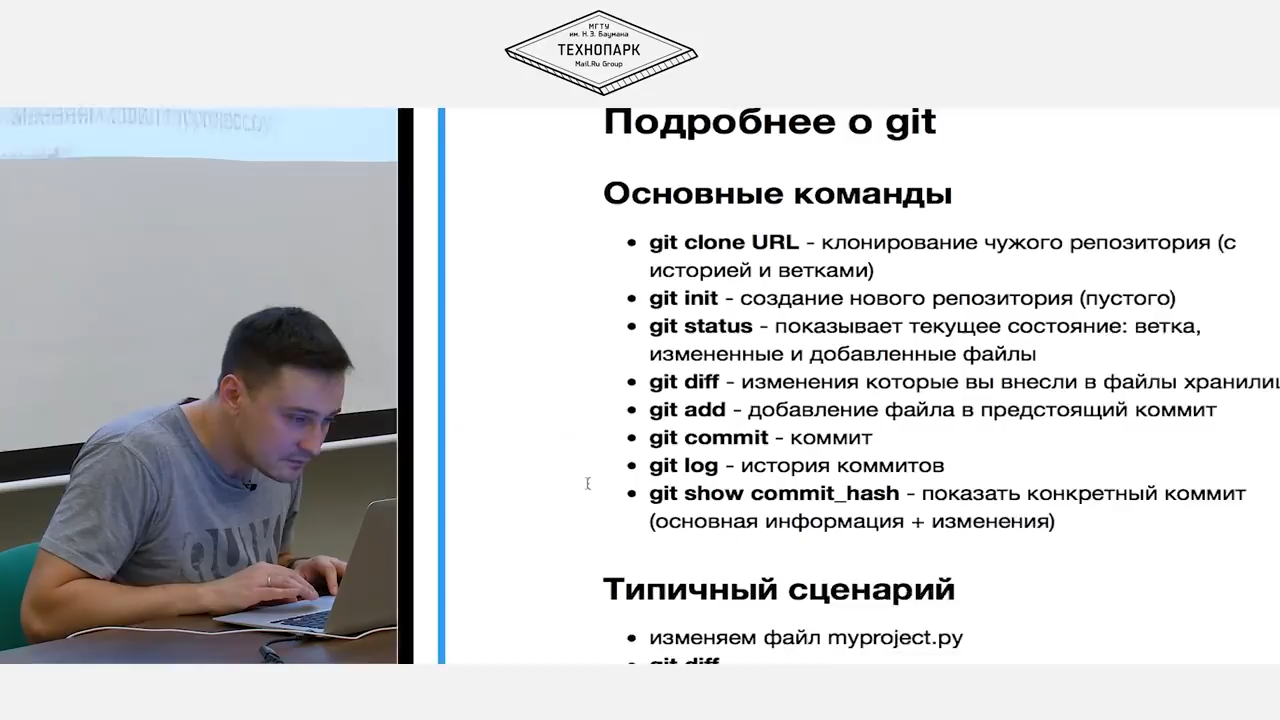 МГТУ
им. Н.Э. Баумана
ТЕХНОПАРК
Mail.Ru Group
Подробнее о git
Основные команды
• git clone URL - клонирование чужого репозитория (с
историей и ветками)
• git init - создание нового репозитория (пустого)
• git status - показывает текущее состояние: ветка,
измененные и добавленные файлы
• git diff - изменения которые вы внесли в файлы хранилищ
• git add - добавление файла в предстоящий коммит
• git commit - коммит
• git log - история коммитов
• git show commit_hash - показать конкретный коммит
(основная информация + изменения)
Типичный сценарий
• изменяем файл myproject.py
• git diff